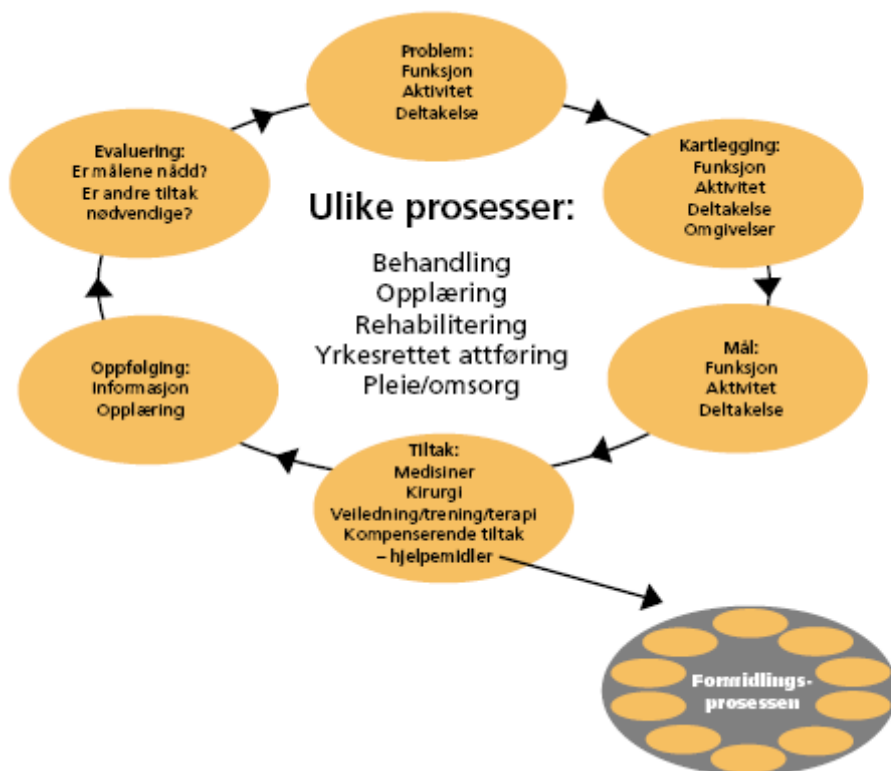 Problem:
Funksjon
Aktivitet
Deltakelse
Kartlegging:
Funksjon
Aktivitet
Deltakelse
Omgivelser
Mål:
Funksjon
Aktivitet
Deltakelse
Tiltak:
Medisiner
Kirurgi
Veiledning/trening/terapi
Kompenserende tiltak
– hjelpemidler
Oppfølging:
Informasjon
Opplæring
Evaluering:
Er målene nådd?
Er andre tiltak
nødvendige?
Ulike prosesser:
Behandling
Opplæring
Rehabilitering
Yrkesrettet attføring
Pleie/omsorg
Formidlings-
prosessen